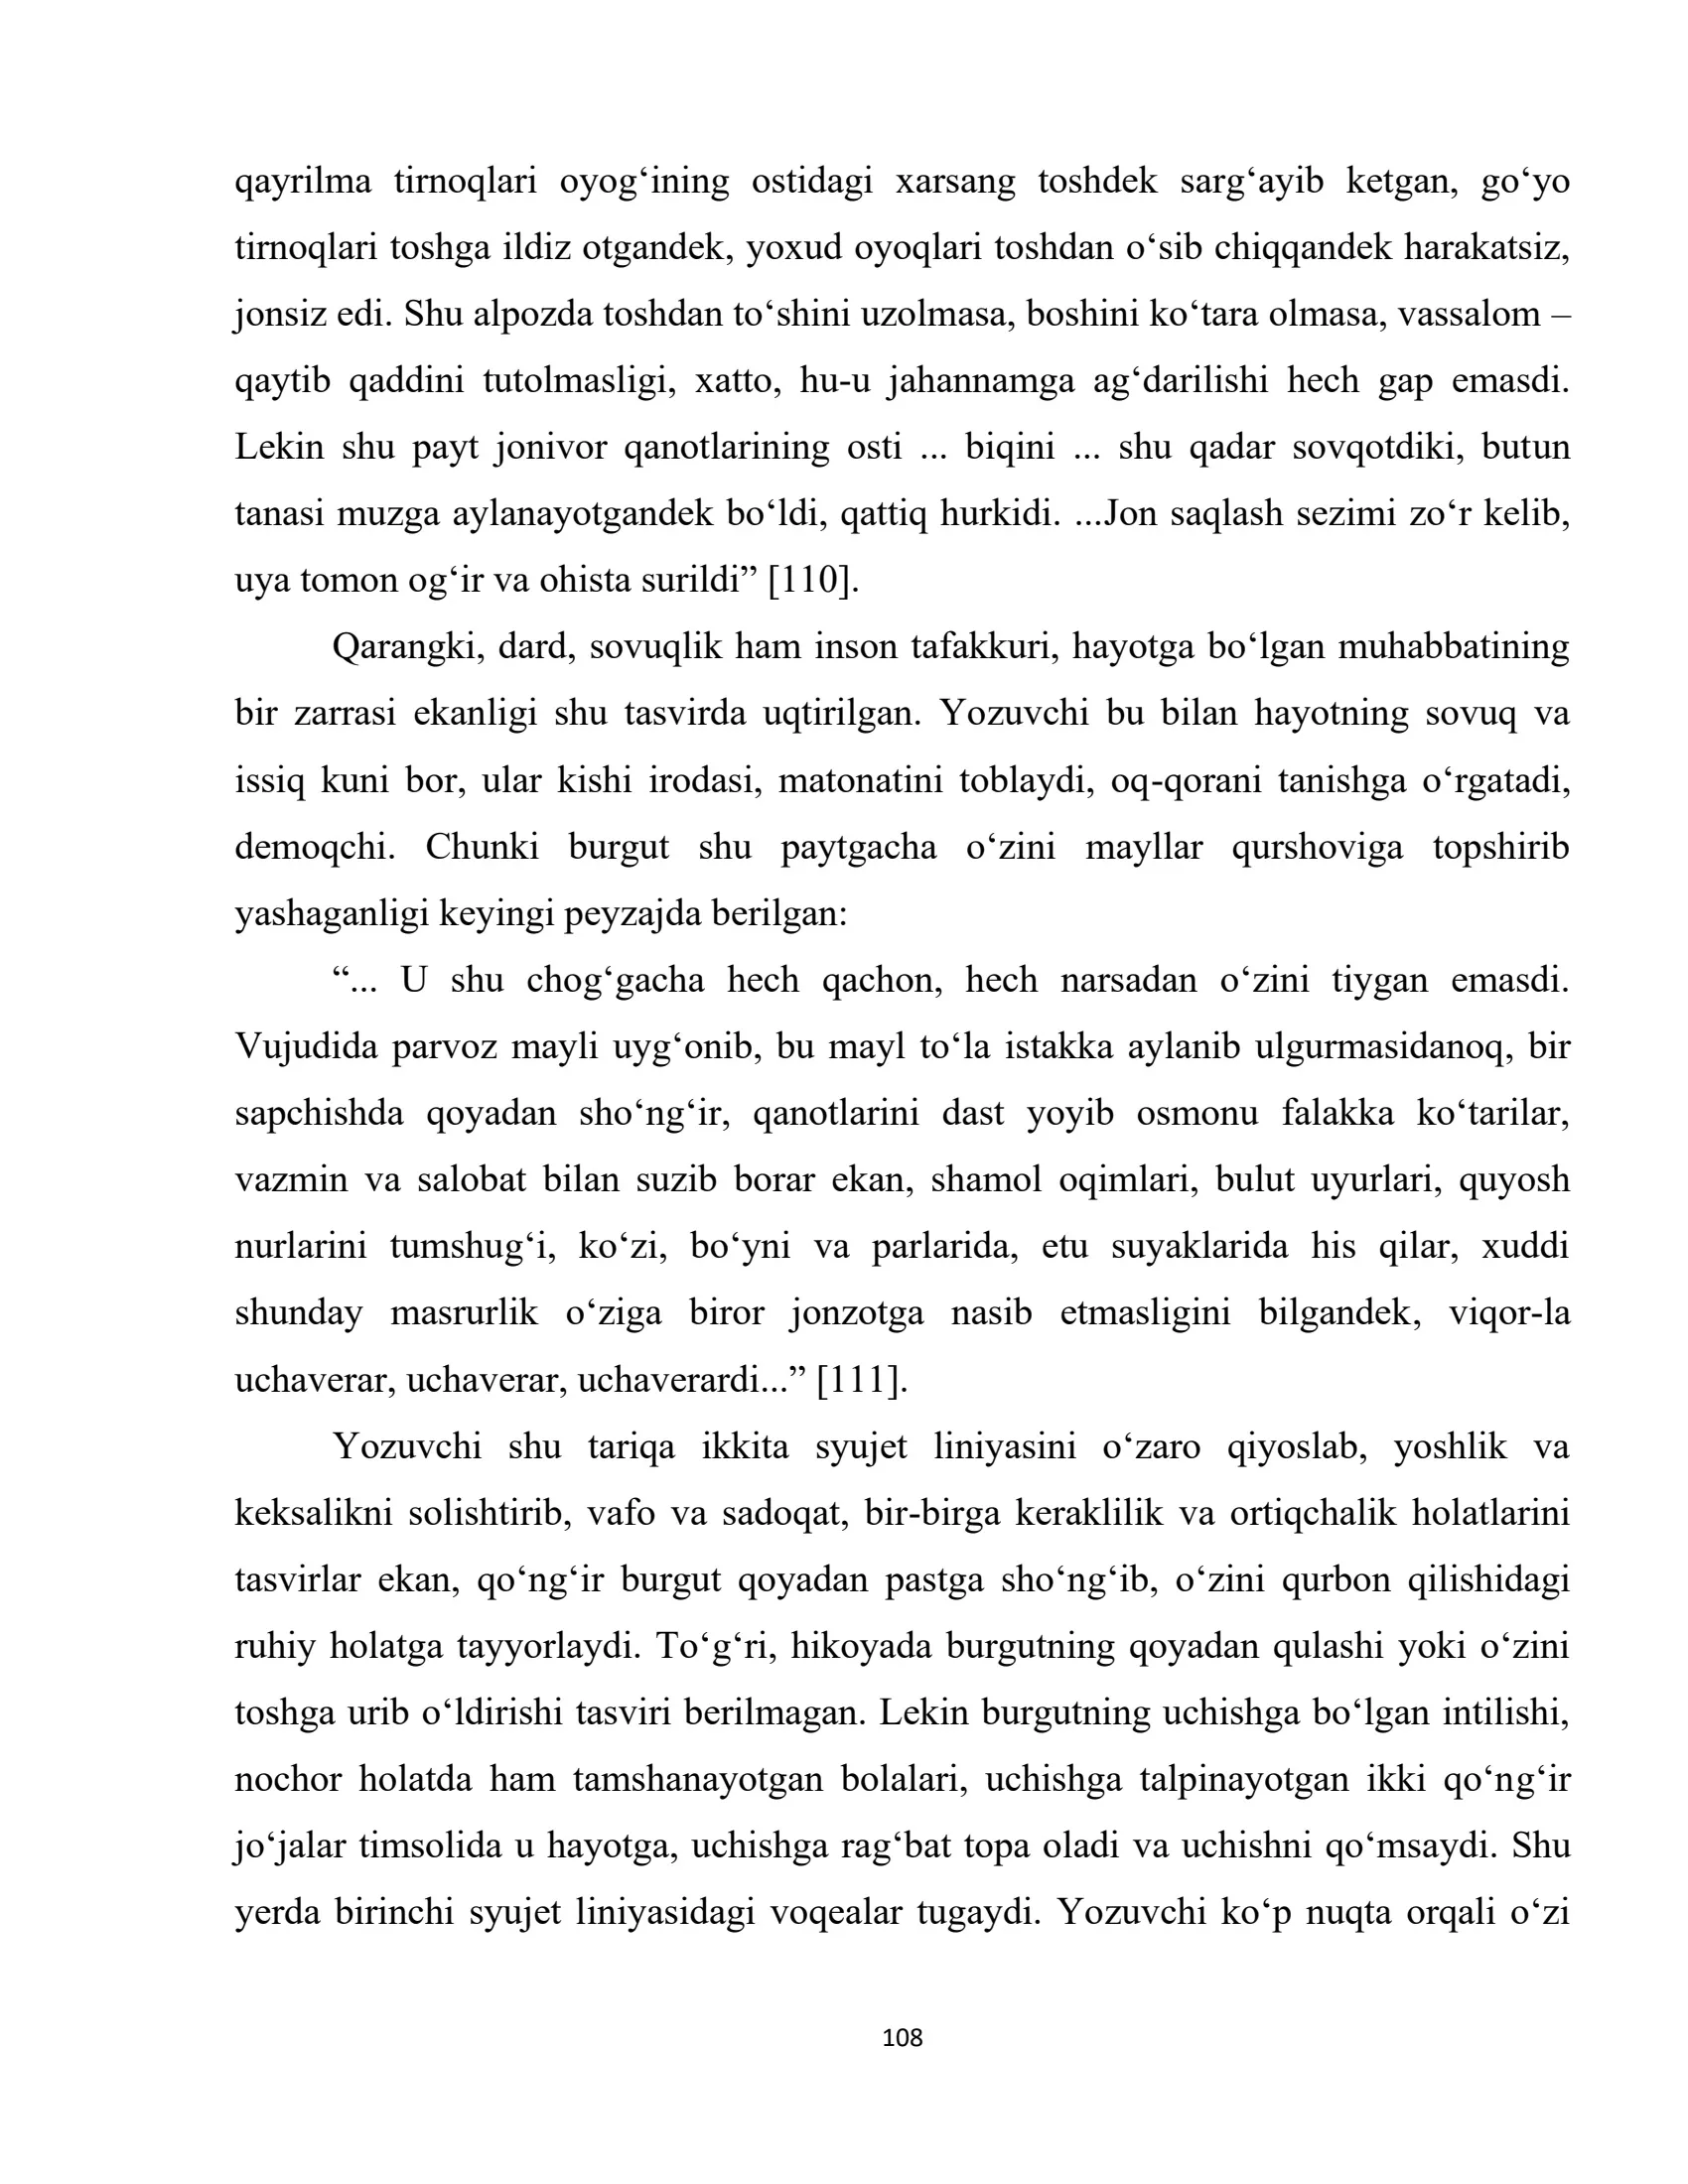 qayrilma tirnoqlari oyog‘ining ostidagi xarsang toshdek sarg‘ayib ketgan, go‘yo
tirnoqlari toshga ildiz otgandek, yoxud oyoqlari toshdan o‘sib chiqqandek harakatsiz,
jonsiz edi. Shu alpozda toshdan to‘shini uzolmasa, boshini ko‘tara olmasa, vassalom –
qaytib qaddini tutolmasligi, xatto, hu-u jahannamga ag‘darilishi hech gap emasdi.
Lekin shu payt jonivor qanotlarining osti ... biqini ... shu qadar sovqotdiki, butun
tanasi muzga aylanayotgandek bo‘ldi, qattiq hurkidi. ...Jon saqlash sezimi zo‘r kelib,
uya tomon og‘ir va ohista surildi” [110].
Qarangki, dard, sovuqlik ham inson tafakkuri, hayotga bo‘lgan muhabbatining
bir zarrasi ekanligi shu tasvirda uqtirilgan. Yozuvchi bu bilan hayotning sovuq va
issiq kuni bor, ular kishi irodasi, matonatini toblaydi, oq-qorani tanishga o‘rgatadi,
demoqchi. Chunki burgut shu paytgacha o‘zini mayllar qurshoviga topshirib
yashaganligi keyingi peyzajda berilgan:
“... U shu chog‘gacha hech qachon, hech narsadan o‘zini tiygan emasdi.
Vujudida parvoz mayli uyg‘onib, bu mayl to‘la istakka aylanib ulgurmasidanoq, bir
sapchishda qoyadan sho‘ng‘ir, qanotlarini dast yoyib osmonu falakka ko‘tarilar,
vazmin va salobat bilan suzib borar ekan, shamol oqimlari, bulut uyurlari, quyosh
nurlarini tumshug‘i, ko‘zi, bo‘yni va parlarida, etu suyaklarida his qilar, xuddi
shunday masrurlik o‘ziga biror jonzotga nasib etmasligini bilgandek, viqor-la
uchaverar, uchaverar, uchaverardi...” [111].
Yozuvchi shu tariqa ikkita syujet liniyasini o‘zaro qiyoslab, yoshlik va
keksalikni solishtirib, vafo va sadoqat, bir-birga keraklilik va ortiqchalik holatlarini
tasvirlar ekan, qo‘ng‘ir burgut qoyadan pastga sho‘ng‘ib, o‘zini qurbon qilishidagi
ruhiy holatga tayyorlaydi. To‘g‘ri, hikoyada burgutning qoyadan qulashi yoki o‘zini
toshga urib o‘ldirishi tasviri berilmagan. Lekin burgutning uchishga bo‘lgan intilishi,
nochor holatda ham tamshanayotgan bolalari, uchishga talpinayotgan ikki qo‘ng‘ir
jo‘jalar timsolida u hayotga, uchishga rag‘bat topa oladi va uchishni qo‘msaydi. Shu
yerda birinchi syujet liniyasidagi voqealar tugaydi. Yozuvchi ko‘p nuqta orqali o‘zi
108